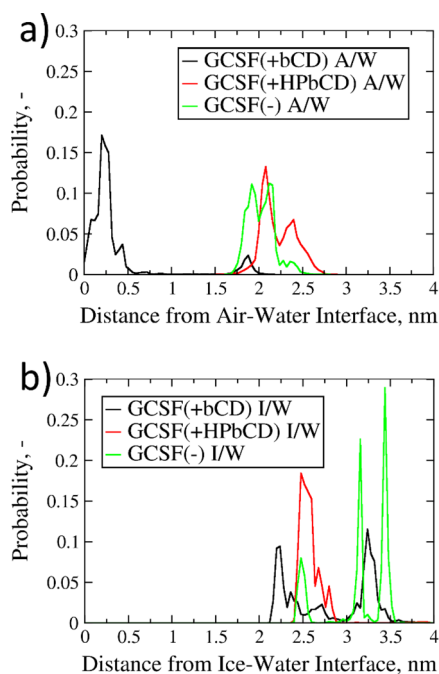 a)
GCSF(+bCD) A/W
GCSF(+HPbCD) A/W
GCSF(-) A/W
Probability, -
0.3
0.25
0.2
0.15
0.1
0.05
0
0 0.5 1 1.5 2 2.5 3 3.5 4
Distance from Air-Water Interface, nm
b)
GCSF(+bCD) I/W
GCSF(+HPbCD) I/W
GCSF(-) I/W
Probability, -
0.3
0.25
0.2
0.15
0.1
0.05
0
0 0.5 1 1.5 2 2.5 3 3.5 4
Distance from Ice-Water Interface, nm